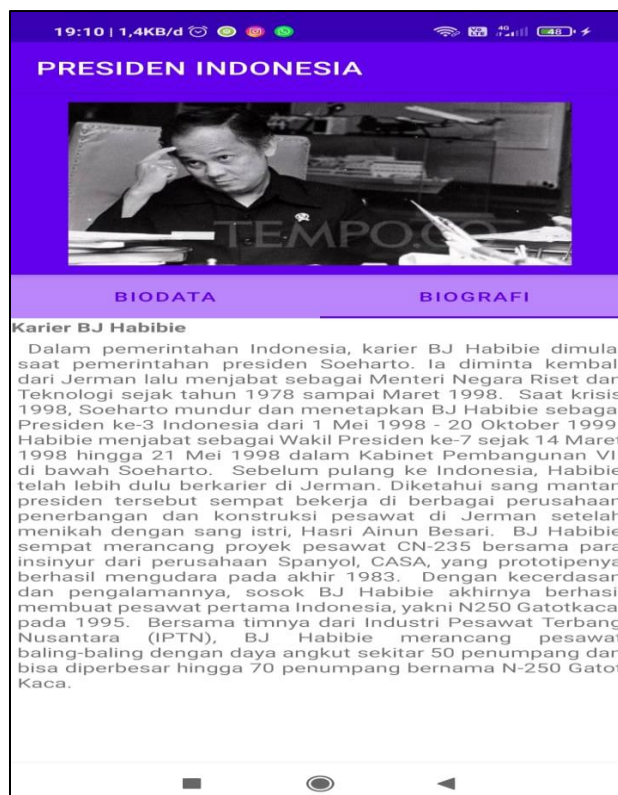 19:10 | 1,4KB/d
4G
48
PRESIDEN INDONESIA
TEMPO.CO
BIODATA
BIOGRAFI
Karier BJ Habibie
Dalam pemerintahan Indonesia, karier BJ Habibie dimula
saat pemerintahan presiden Soeharto. Ia diminta kembal
dari Jerman lalu menjabat sebagai Menteri Negara Riset dan
Teknologi sejak tahun 1978 sampai Maret 1998. Saat krisis
1998, Soeharto mundur dan menetapkan BJ Habibie sebaga
Presiden ke-3 Indonesia dari 1 Mei 1998 - 20 Oktober 1999
Habibie menjabat sebagai Wakil Presiden ke-7 sejak 14 Maret
1998 hingga 21 Mei 1998 dalam Kabinet Pembangunan VI
di bawah Soeharto. Sebelum pulang ke Indonesia, Habibie
telah lebih dulu berkarier di Jerman. Diketahui sang mantan
presiden tersebut sempat bekerja di berbagai perusahaan
penerbangan dan konstruksi pesawat di Jerman setelah
menikah dengan sang istri, Hasri Ainun Besari. BJ Habibie
sempat merancang proyek pesawat CN-235 bersama para
insinyur dari perusahaan Spanyol, CASA, yang prototipenya
berhasil mengudara pada akhir 1983. Dengan kecerdasan
dan pengalamannya, sosok BJ Habibie akhirnya berhasi
membuat pesawat pertama Indonesia, yakni N250 Gatotkaca
pada 1995. Bersama timnya dari Industri Pesawat Terbang
Nusantara (IPTN), BJ Habibie merancang pesawat
baling-baling dengan daya angkut sekitar 50 penumpang dan
bisa diperbesar hingga 70 penumpang bernama N-250 Gatot
Kaca.